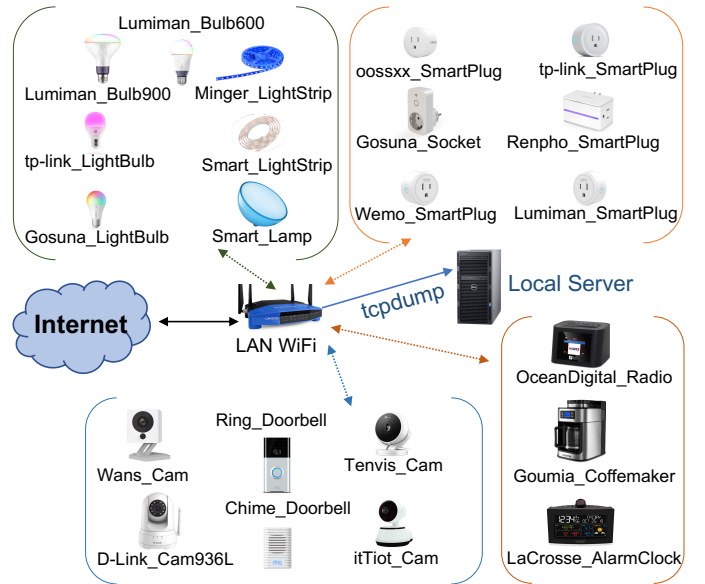 Lumiman_Bulb600
Lumiman_Bulb900
Minger_LightStrip
tp-link_LightBulb
Smart_LightStrip
Gosuna_LightBulb
Smart_Lamp
oossxx_SmartPlug
tp-link_SmartPlug
Gosuna_Socket
Renpho_SmartPlug
Wemo_SmartPlug
Lumiman_SmartPlug
Internet
LAN WiFi
tcpdump
Local Server
Wans_Cam
Ring_Doorbell
Tenvis_Cam
D-Link_Cam936L
Chime_Doorbell
ring
itTiot_Cam
OceanDigital_Radio
Goumia_Coffemaker
LaCrosse_AlarmClock